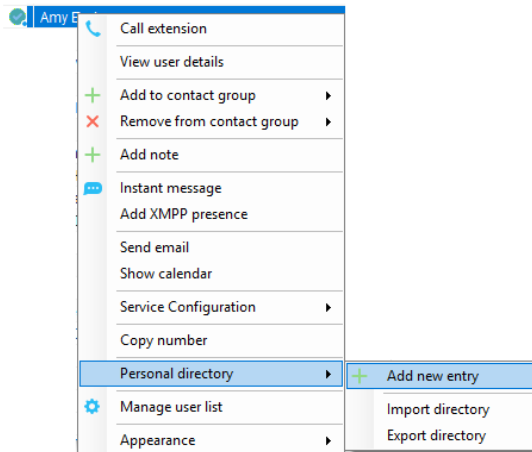 Amy
Call extension
View user details
Add to contact group
Remove from contact group
Add note
Instant message
Add XMPP presence
Send email
Show calendar
Service Configuration
Copy number
Personal directory
Add new entry
Manage user list
Import directory
Appearance
Export directory